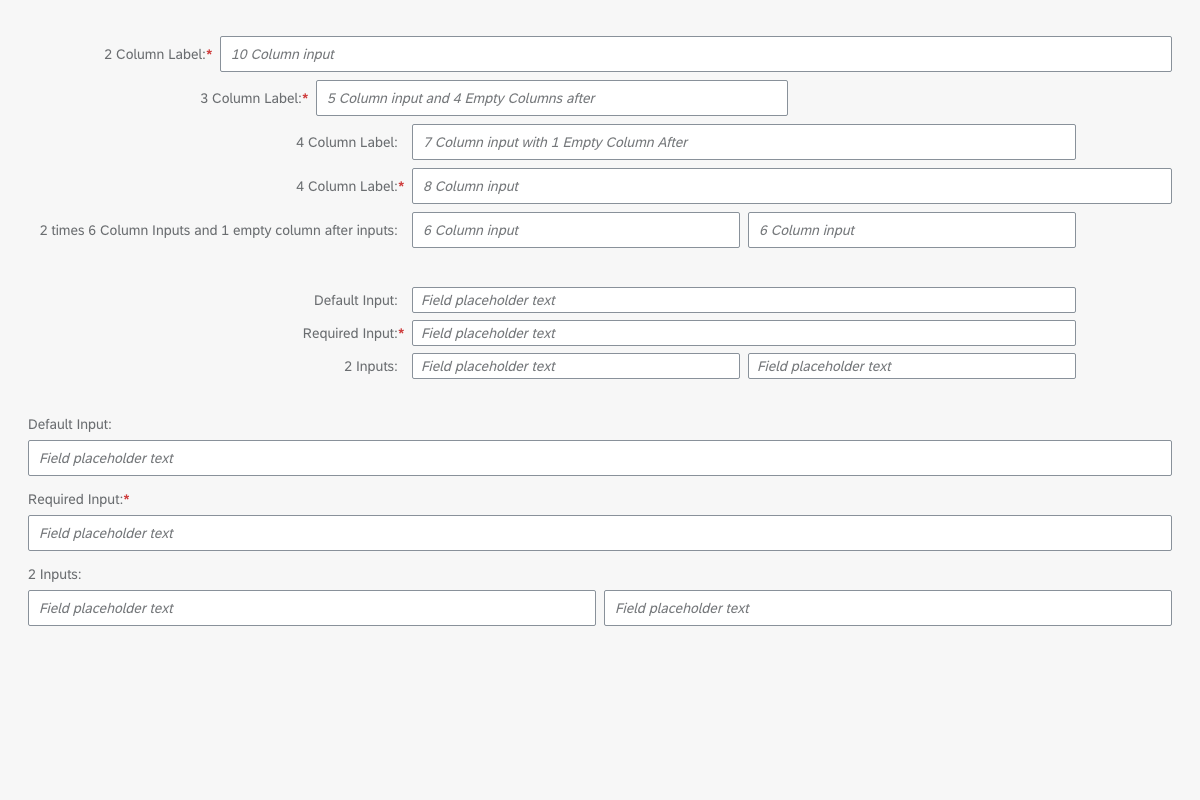 2 Column Label:* 10 Column input
3 Column Label:* 5 Column input and 4 Empty Columns after
4 Column Label: 7 Column input with 1 Empty Column After
4 Column Label:* 8 Column input
2 times 6 Column Inputs and 1 empty column after inputs: 6 Column input 6 Column input
Default Input: Field placeholder text
Required Input:* Field placeholder text
2 Inputs: Field placeholder text Field placeholder text
Default Input:
Field placeholder text
Required Input:*
Field placeholder text
2 Inputs:
Field placeholder text Field placeholder text